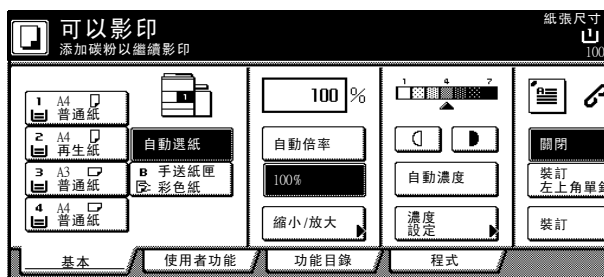 可以影印
添加碳粉以繼續影印
紙張尺寸
100
1 A4
普通紙
2 A4
再生紙
3 A3
普通紙
4 A4
普通紙
1
自動選紙
B 手送紙匣
彩色紙
100 %
自動倍率
100%
縮小/放大
1 4 7
自動濃度
濃度
設定
關閉
裝訂
左上角單
裝訂
基本
使用者功能
功能目錄
程式